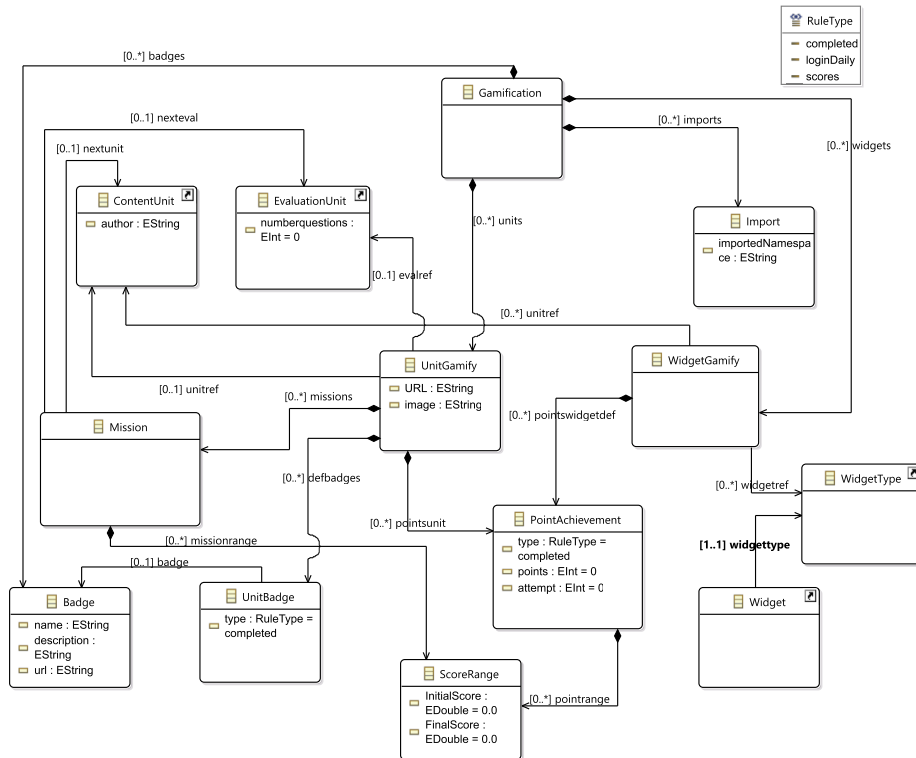 RuleType
completed
loginDaily
scores
[0..*] badges
Gamification
[0..1] nexteval
[0..*] imports
[0..*] widgets
[0..1] nextunit
ContentUnit
author : EString
EvaluationUnit
numberquestions :
EInt = 0
[0..*] units
Import
importedNamespa
ce : EString
[0..1] evalref
[0..*] unitref
UnitGamify
URL : EString
image : EString
WidgetGamify
[0..1] unitref
[0..*] missions
[0..*] pointswidgetdef
Mission
[0..*] defbadges
[0..*] widgetref
WidgetType
[0..*] pointsunit
PointAchievement
type : RuleType =
completed
points : EInt = 0
attempt : EInt = 0
[0..*] missionrange
[1..1] widgettype
[0..1] badge
Badge
name : EString
description :
EString
url : EString
UnitBadge
type : RuleType =
completed
Widget
ScoreRange
InitialScore :
EDouble = 0.0
FinalScore :
EDouble = 0.0
[0..*] pointrange